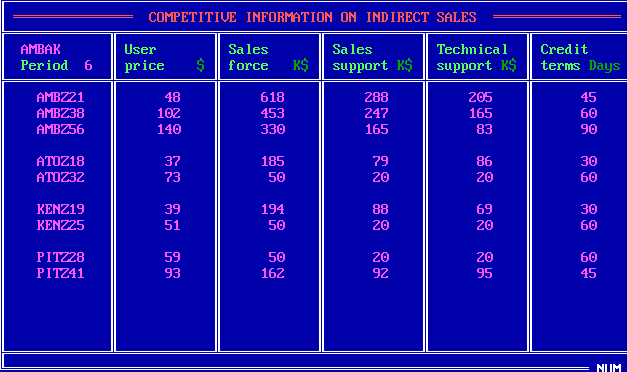 COMPETITIVE INFORMATION ON INDIRECT SALES
AMBAK User Sales Sales Technical Credit
Period 6 price $ force K$ support K$ support K$ terms Days
AMBZ21 48 618 288 205 45
AMBZ38 102 453 247 165 60
AMBZ56 140 330 165 83 90
ATOZ18 37 185 79 86 30
ATOZ32 73 50 20 20 60
KENZ19 39 194 88 69 30
KENZ25 51 50 20 20 60
PITZ28 59 50 20 20 60
PITZ41 93 162 92 95 45
NUM